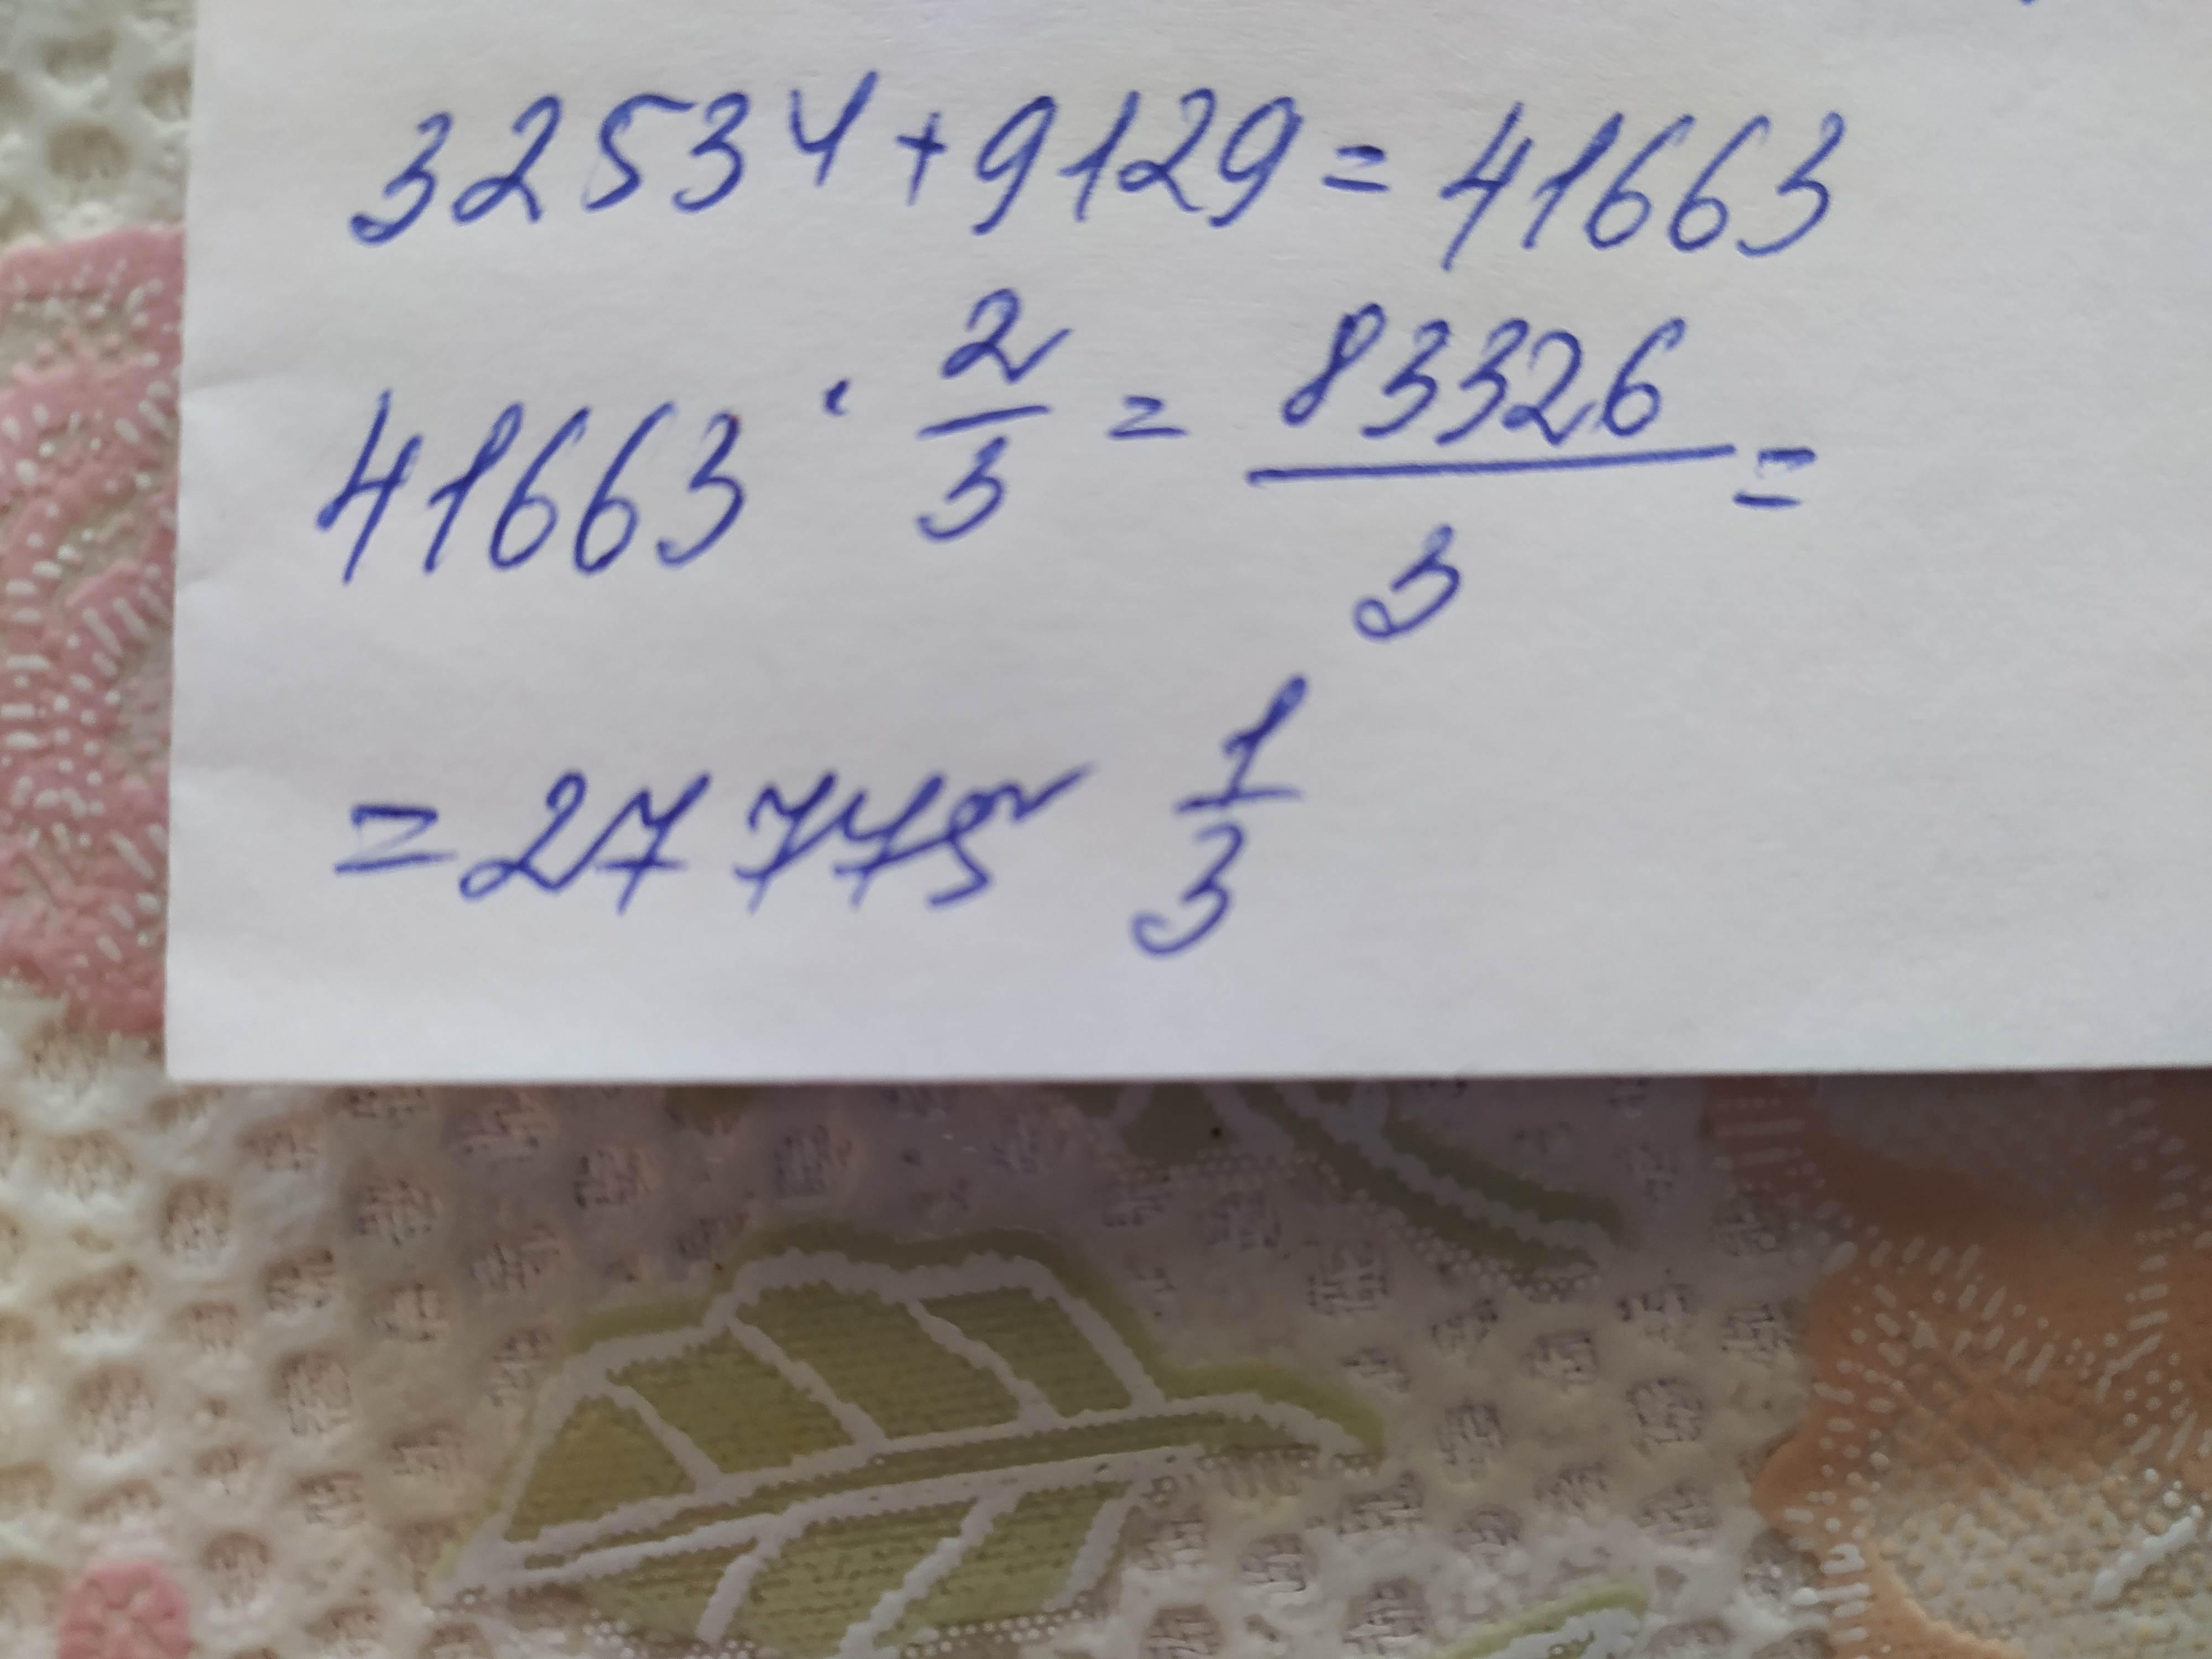 32534+9129=41663
41663 · 2/3 = 83326/3 =
=27775 1/3